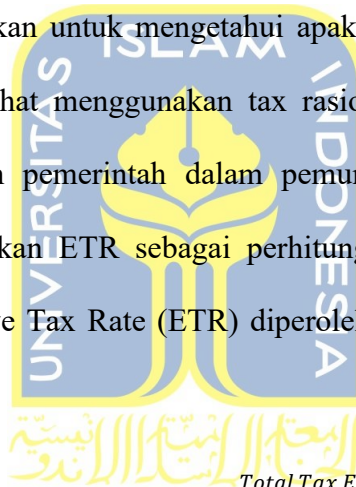 kan untuk mengetahui apak
ISLAM
hat menggunakan tax rasio
UNIVERSITAS
INDONESIA
n pemerintah dalam pemun
kan ETR sebagai perhitung
e Tax Rate (ETR) diperoleh
Total Tax E